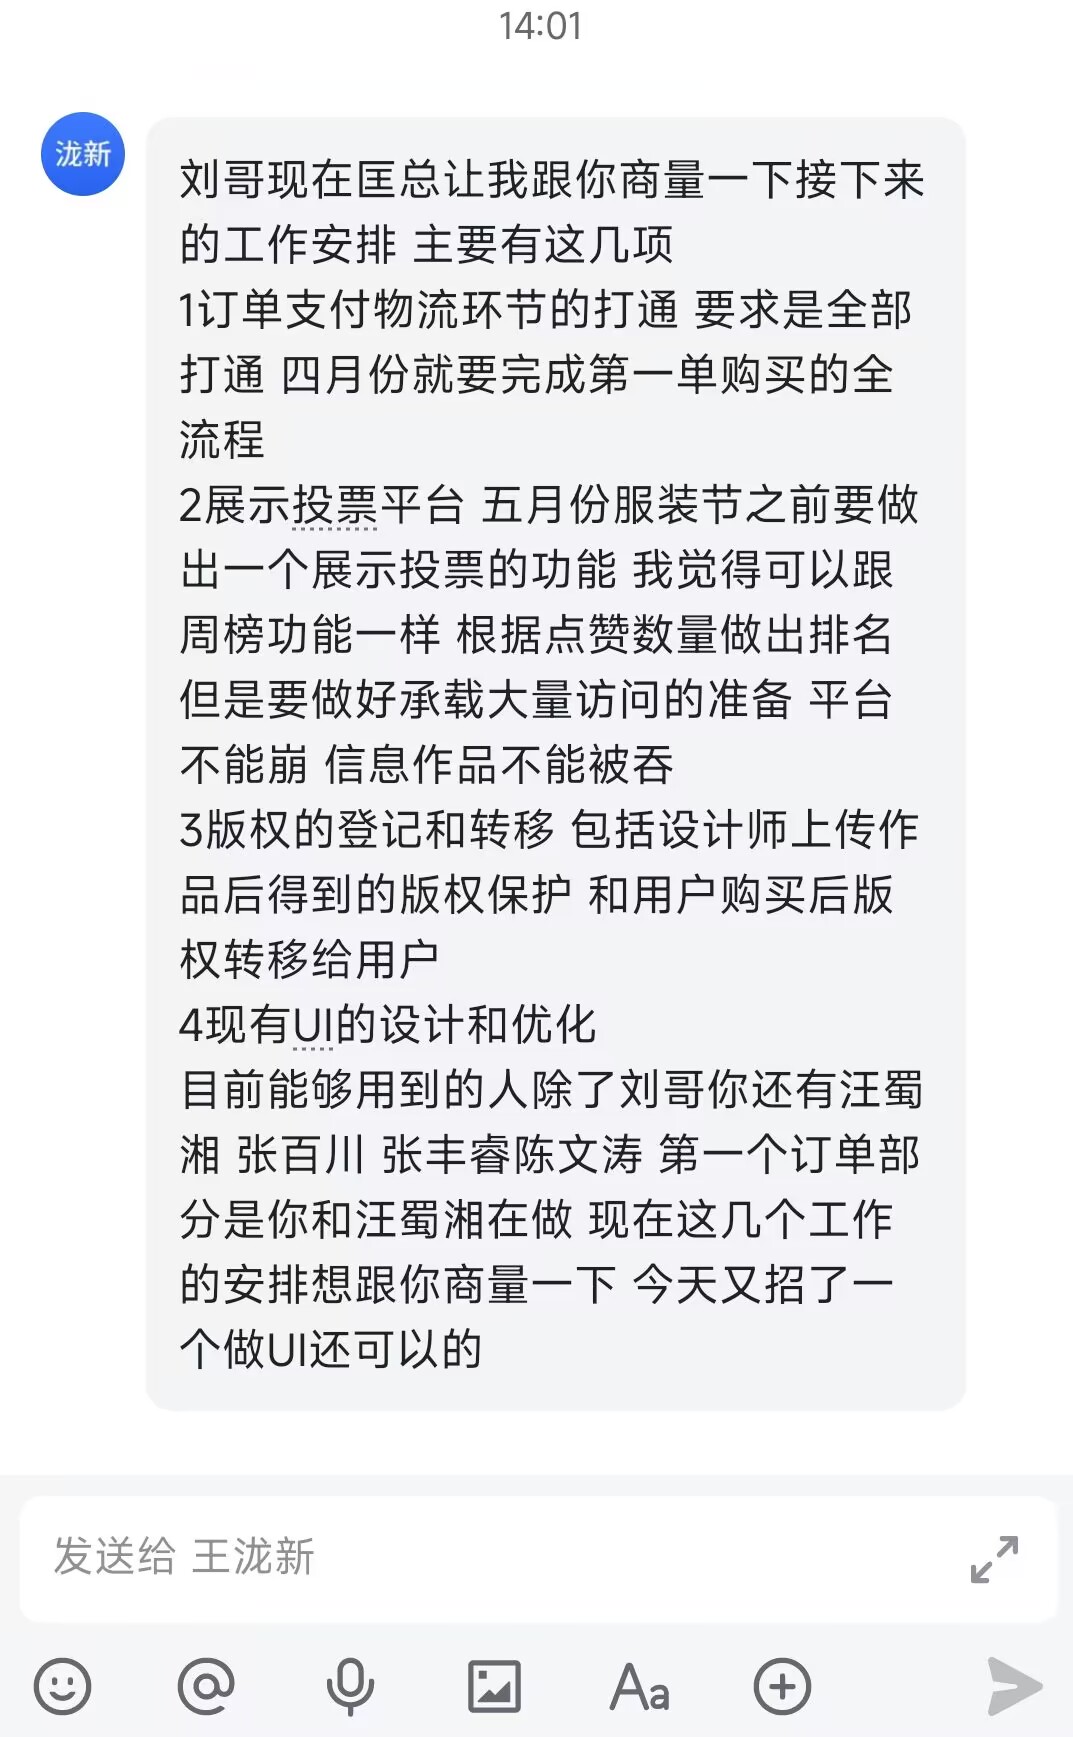 14:01
泷新
刘哥现在匡总让我跟你商量一下接下来
的工作安排 主要有这几项
1订单支付物流环节的打通 要求是全部
打通 四月份就要完成第一单购买的全
流程
2展示投票平台 五月份服装节之前要做
出一个展示投票的功能 我觉得可以跟
周榜功能一样 根据点赞数量做出排名
但是要做好承载大量访问的准备 平台
不能崩 信息作品不能被吞
3版权的登记和转移 包括设计师上传作
品后得到的版权保护 和用户购买后版
权转移给用户
4现有UI的设计和优化
目前能够用到的人除了刘哥你还有汪蜀
湘 张百川 张丰睿陈文涛 第一个订单部
分是你和汪蜀湘在做 现在这几个工作
的安排想跟你商量一下 今天又招了一
个做UI还可以的
发送给 王泷新
Aa